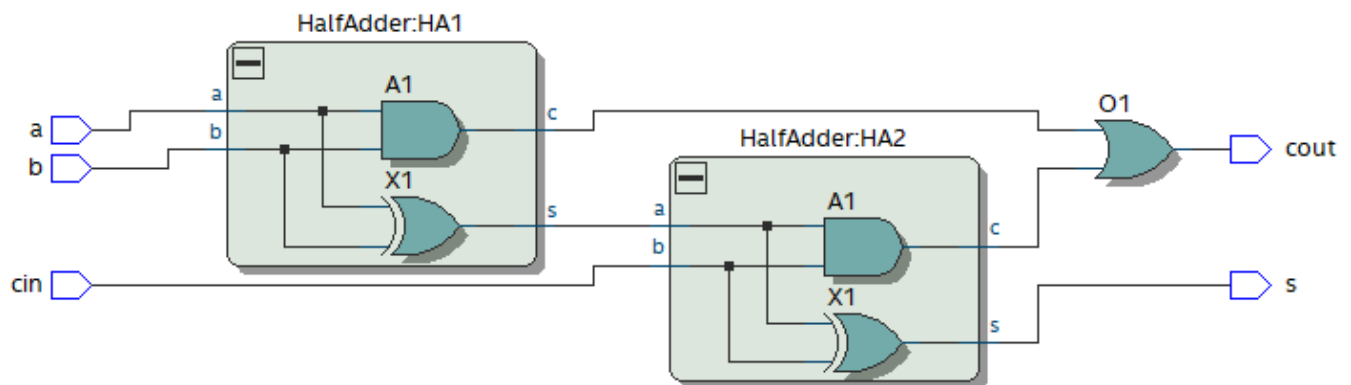 HalfAdder:HA1
A1
a
c
O1
a
b
cout
b
HalfAdder:HA2
X1
A1
s
a
c
b
cin
s
X1
s